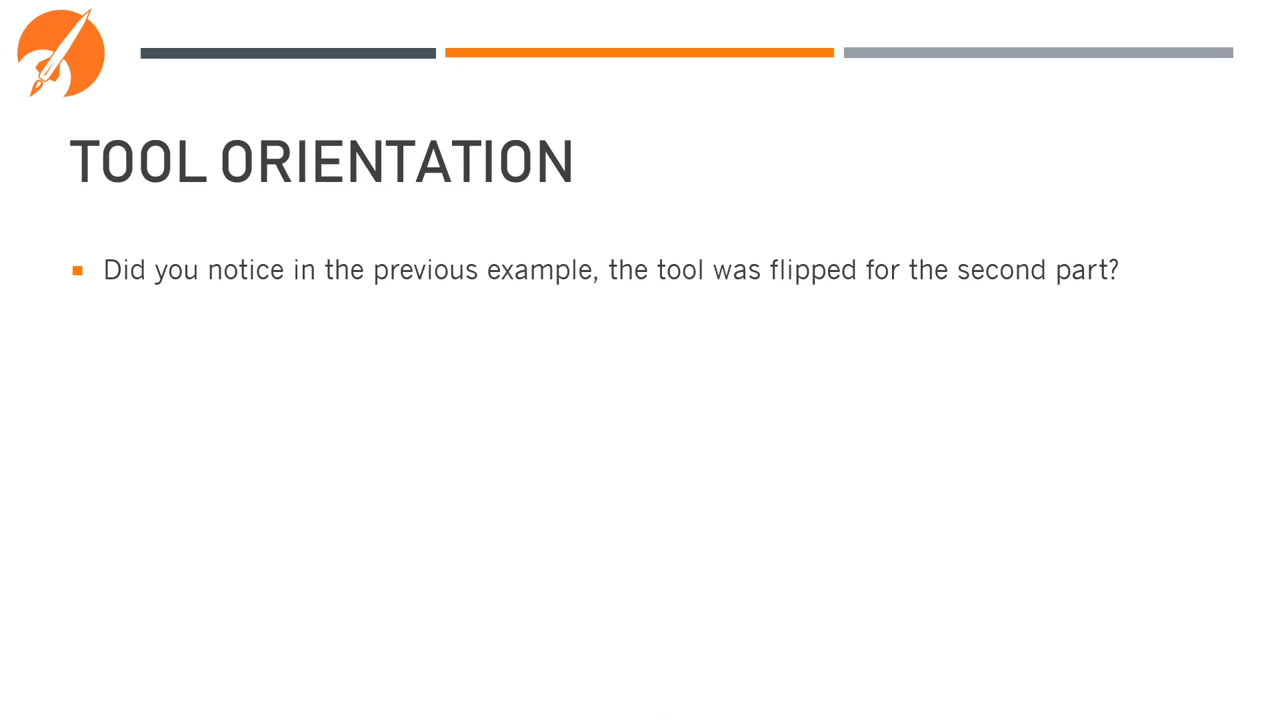 TOOL ORIENTATION
Did you notice in the previous example, the tool was flipped for the second part?